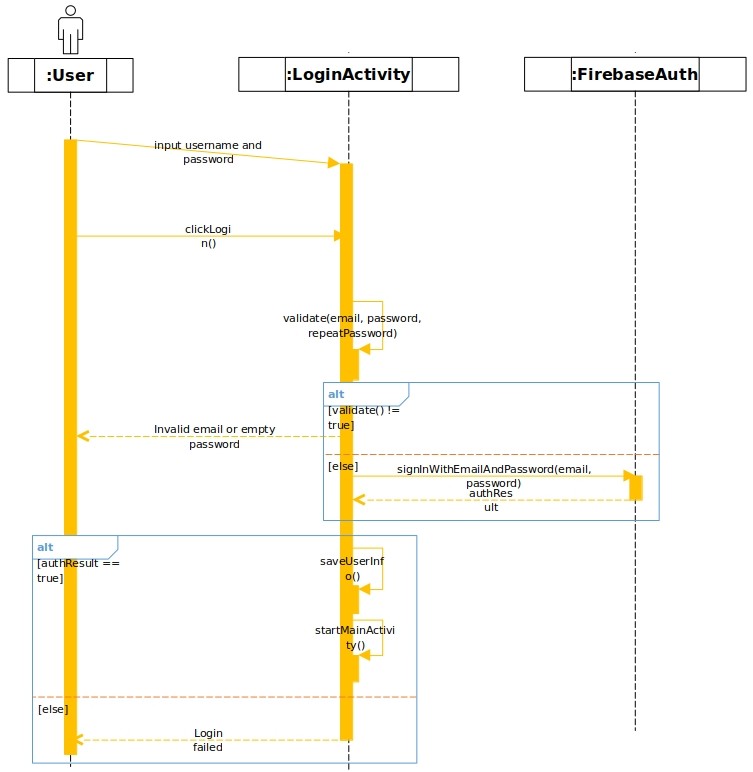 :User
:LoginActivity
:FirebaseAuth
input username and
password
clickLogi
n()
validate(email, password,
repeatPassword)
alt
[validate() !=
true]
Invalid email or empty
password
[else]
signInWithEmailAndPassword(email,
password)
authRes
ult
alt
[authResult ==
true]
saveUserInf
o()
startMainActivi
ty()
[else]
Login
failed